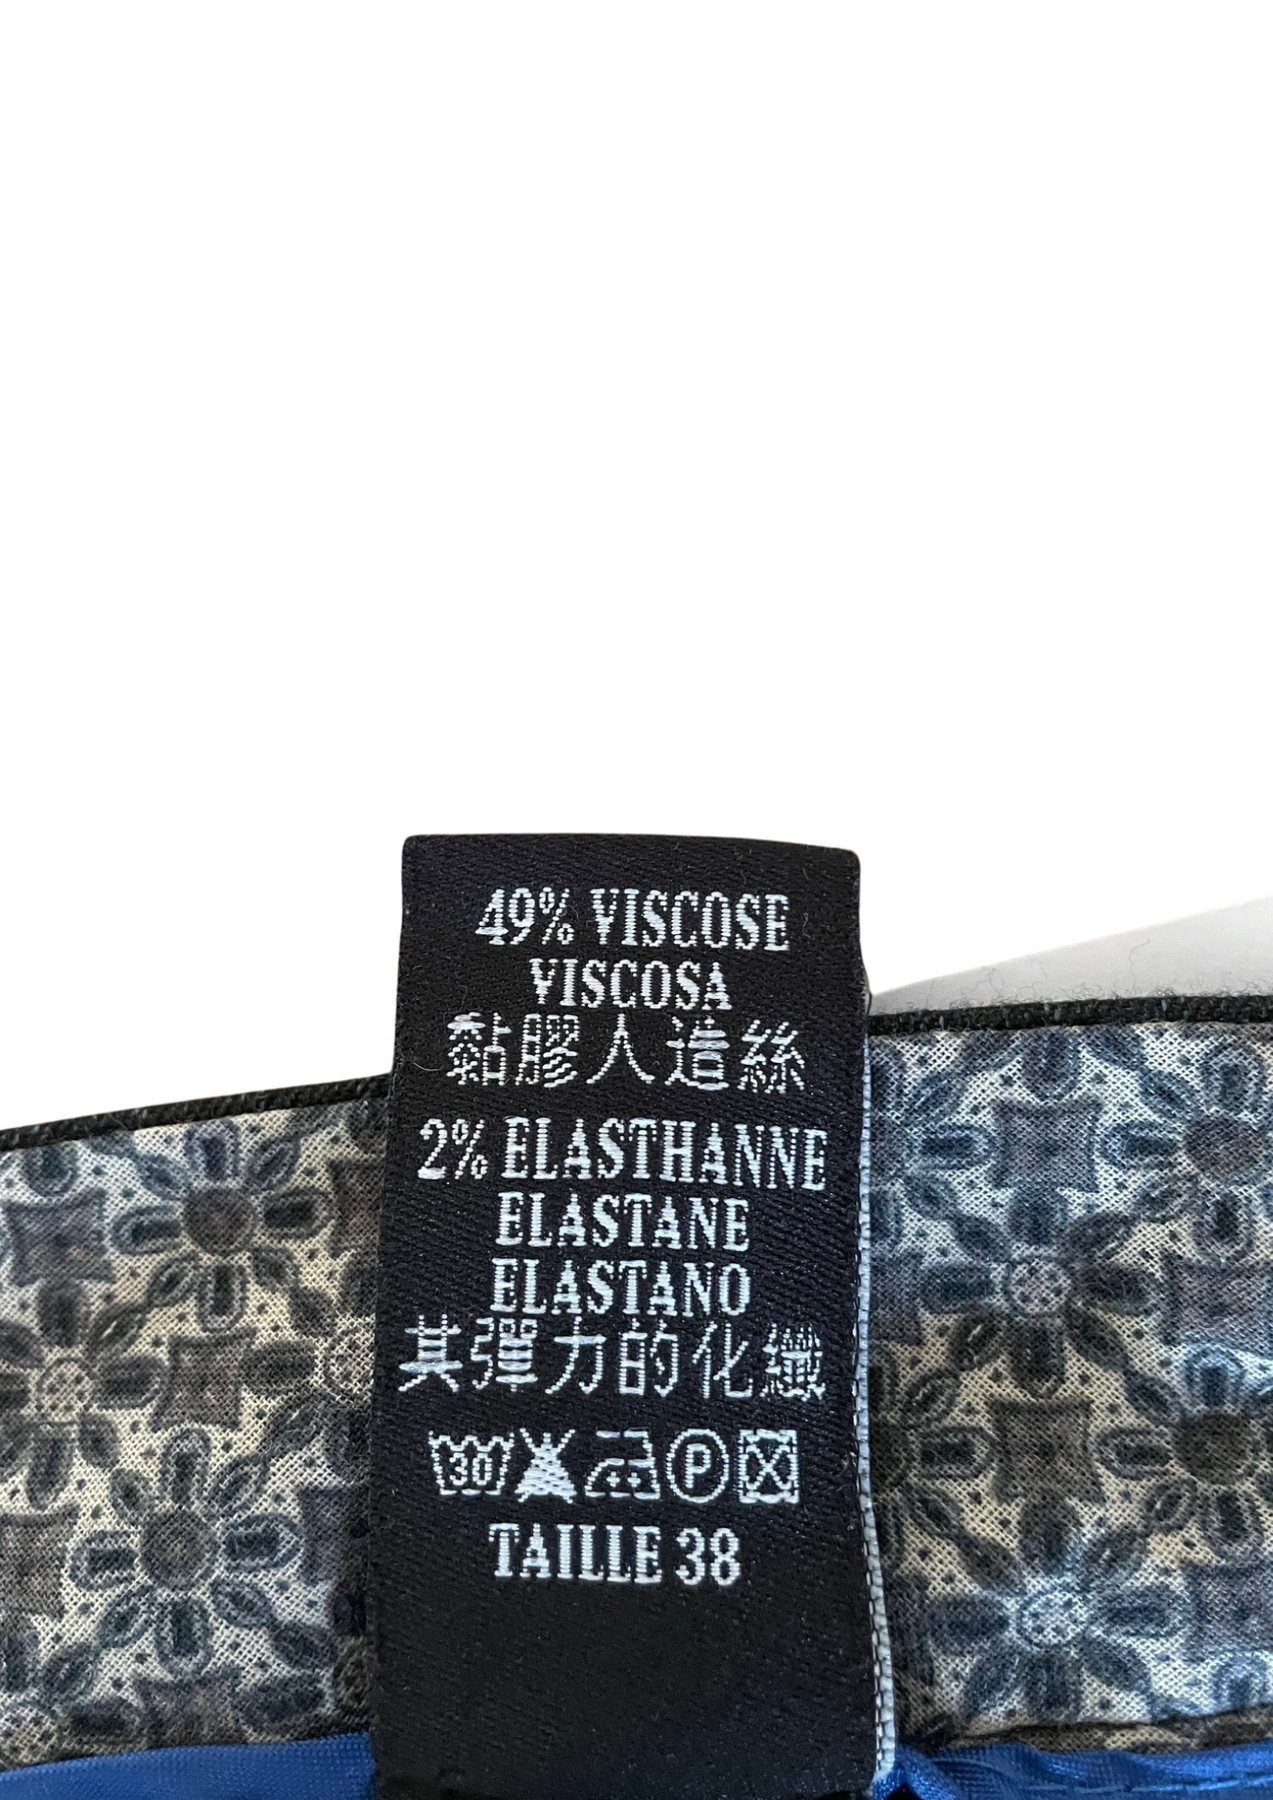 49% VISCOSE
VISCOSA
黏膠人造絲
2% ELASTHANNE
ELASTANE
ELASTANO
其彈力的化纖
30 P
TAILLE 38